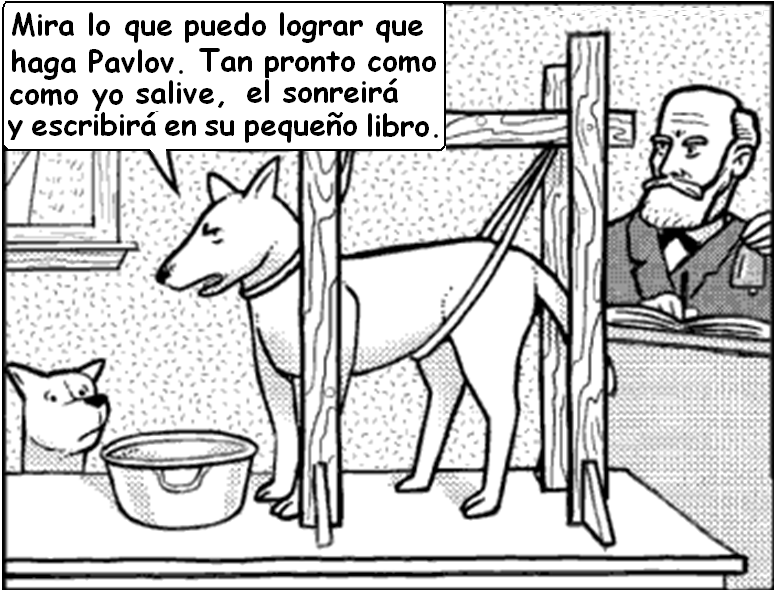 Mira lo que puedo lograr que
haga Pavlov. Tan pronto como
como yo salive, el sonreirá
y escribirá en su pequeño libro.